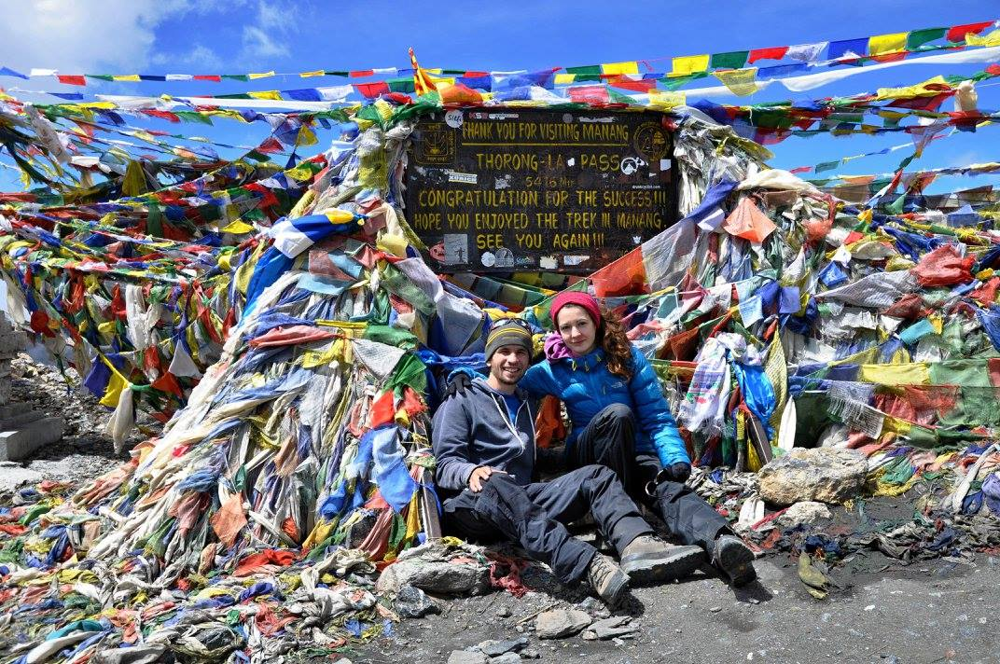 THANK YOU FOR VISITING MANANG
THORONG-LA PASS
5416 Mtr
CONGRATULATION FOR THE SUCCESS!!!
HOPE YOU ENJOYED THE TREK IN MANANG.
SEE YOU AGAIN!!!